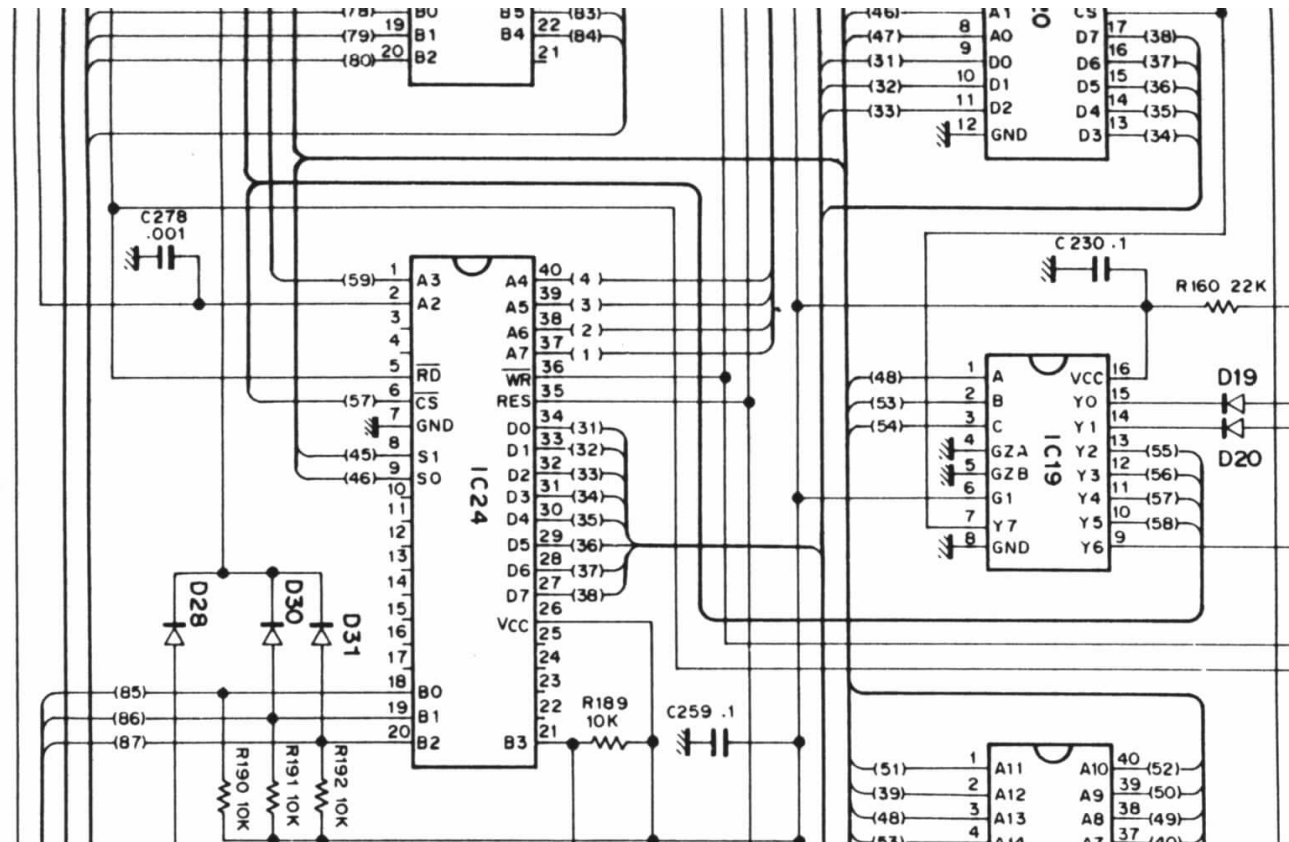 (78) B0 B5 (83)
(79) 19 B1 B4 22 (84)
(80) 20 B2 21
(46) A1 CS
(47) 8 A0 D7 17 (38)
(31) 9 D0 D6 16 (37)
(32) 10 D1 D5 15 (36)
(33) 11 D2 D4 14 (35)
12 GND D3 13 (34)
C278
.001
(59) 1 A3 A4 40 (4)
2 A2 A5 39 (3)
3 A6 38 (2)
4 A7 37 (1)
5 RD WR 36
(57) 6 CS RES 35
7 GND D0 34 (31)
(45) 8 S1 D1 33 (32)
(46) 9 S0 D2 32 (33)
10 D3 31 (34)
11 D4 30 (35)
12 D5 29 (36)
13 D6 28 (37)
14 D7 27 (38)
15 26
16 VCC 25
17 24
(85) 18 B0 23
(86) 19 B1 22
(87) 20 B2 B3 21
IC24
C230 .1
R160 22K
(48) 1 A VCC 16
(53) 2 B Y0 15
(54) 3 C Y1 14
4 GZA Y2 13 (55)
5 GZB Y3 12 (56)
6 G1 Y4 11 (57)
7 Y7 Y5 10 (58)
8 GND Y6 9
IC19
D19
D20
D28
D30
D31
R189
10K
C259 .1
R190 10K
R191 10K
R192 10K
(51) 1 A11 A10 40 (52)
(39) 2 A12 A9 39 (50)
(48) 3 A13 A8 38 (49)
(53) 4 A14 A7 37 (40)